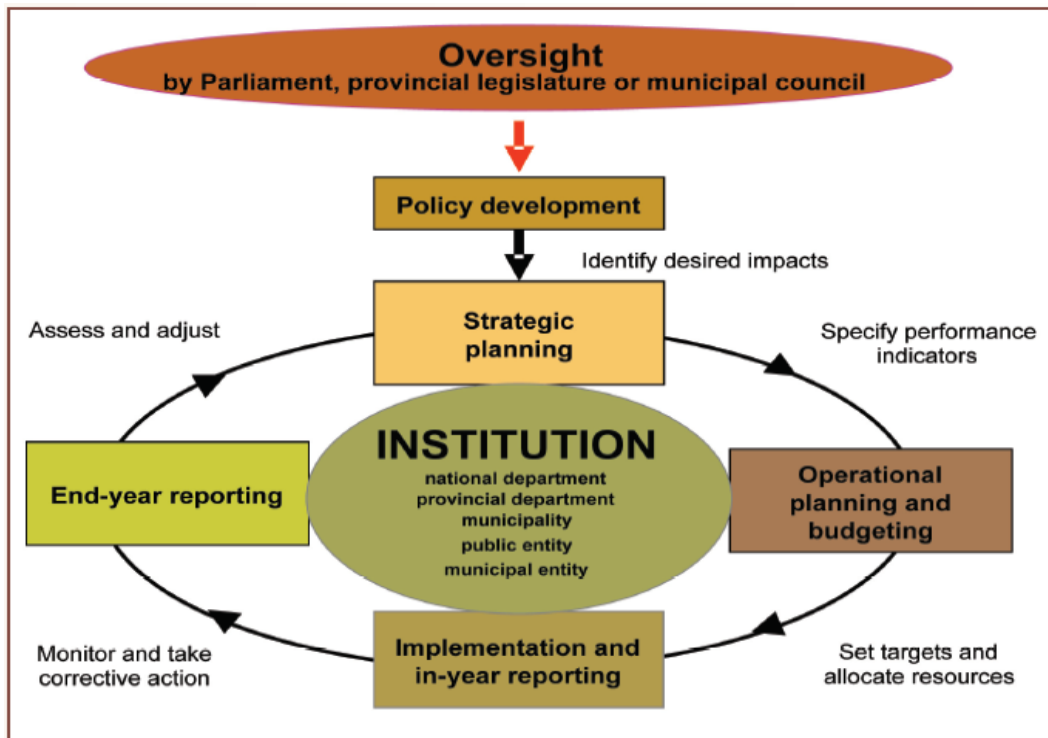 Oversight
by Parliament, provincial legislature or municipal council
Policy development
Identify desired impacts
Strategic
planning
Assess and adjust
Specify performance
indicators
INSTITUTION
national department
provincial department
municipality
public entity
municipal entity
End-year reporting
Operational
planning and
budgeting
Implementation and
in-year reporting
Monitor and take
corrective action
Set targets and
allocate resources